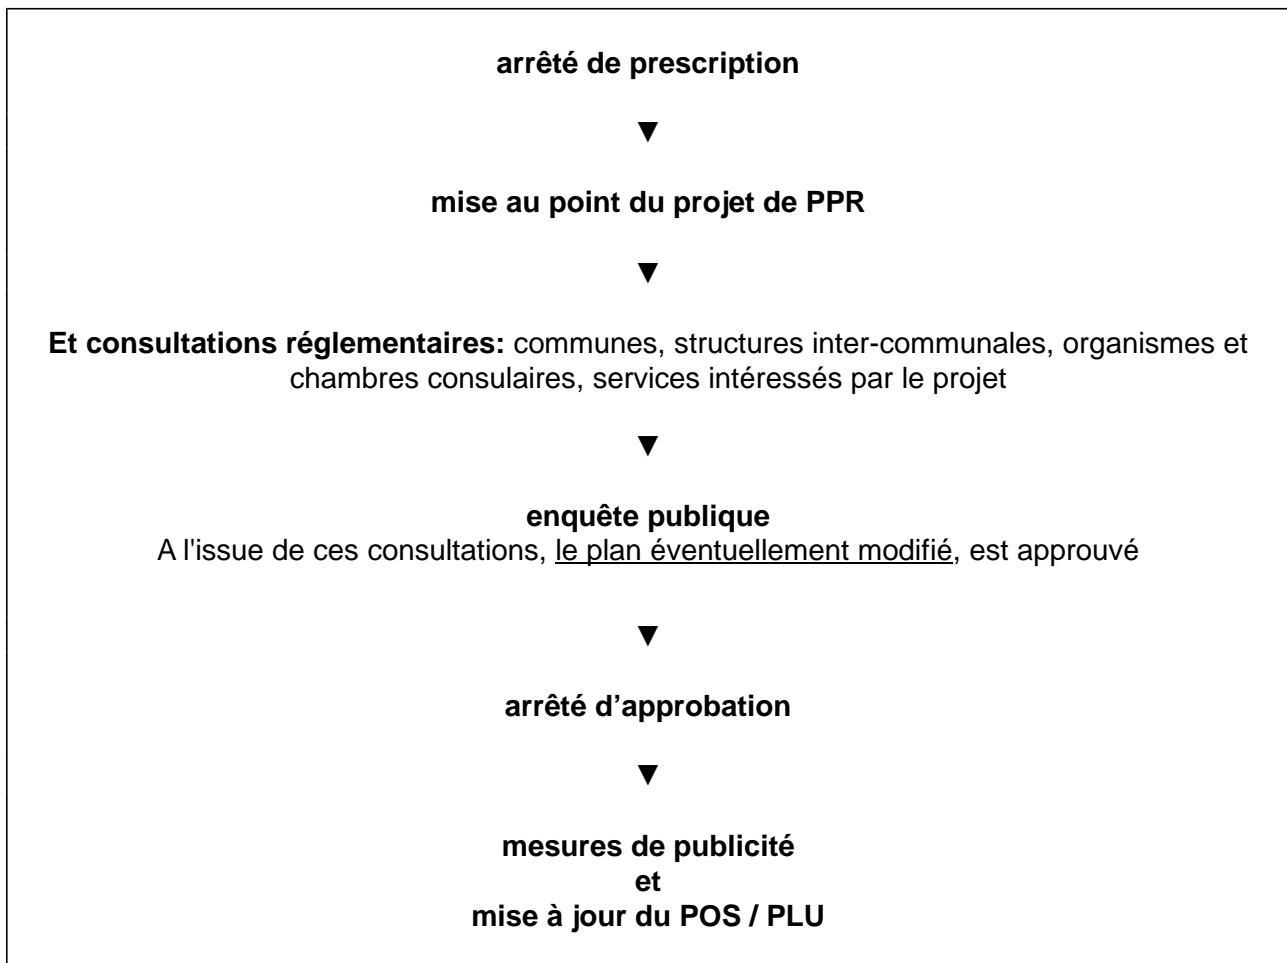 arrêté de prescription
▼
mise au point du projet de PPR
▼
Et consultations réglementaires: communes, structures inter-communales, organismes et
chambres consulaires, services intéressés par le projet
▼
enquête publique
A l'issue de ces consultations, le plan éventuellement modifié, est approuvé
▼
arrêté d’approbation
▼
mesures de publicité
et
mise à jour du POS / PLU